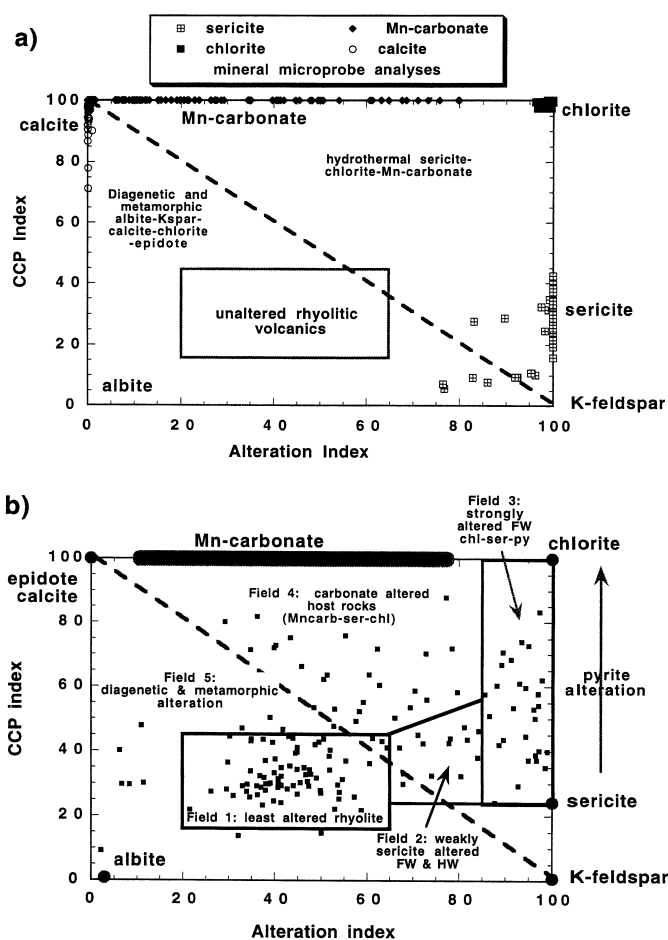 a)
sericite Mn-carbonate
chlorite calcite
mineral microprobe analyses
100
calcite
Mn-carbonate
chlorite
hydrothermal sericite-
chlorite-Mn-carbonate
80
Diagenetic and
metamorphic
albite-Kspar-
calcite-chlorite
-epidote
60
CCP Index
40
unaltered rhyolitic
volcanics
sericite
20
albite
0
K-feldspar
0 20 40 60 80 100
Alteration Index
b)
Field 3:
strongly
altered FW
chl-ser-py
Mn-carbonate
chlorite
100
epidote
calcite
Field 4: carbonate altered
host rocks
(Mncarb-ser-chl)
80
Field 5:
diagenetic & metamorphic
alteration
pyrite
alteration
60
CCP index
40
20
sericite
Field 1: least altered rhyolite
Field 2: weakly
sericite altered
FW & HW
albite
0
K-feldspar
0 20 40 60 80 100
Alteration index